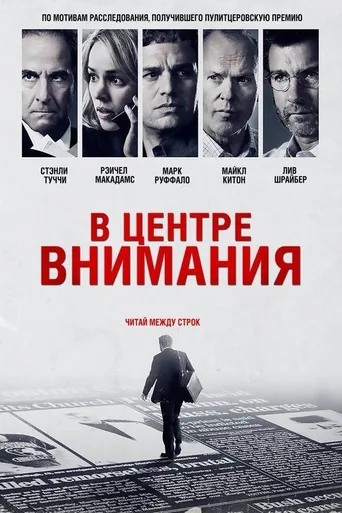 ПО МОТИВАМ РАССЛЕДОВАНИЯ, ПОЛУЧИВШЕГО ПУЛИТЦЕРОВСКУЮ ПРЕМИЮ
СТЭНЛИ ТУЧЧИ
РЭЙЧЕЛ МАКАДАМС
МАРК РУФФАЛО
МАЙКЛ КИТОН
ЛИВ ШРАЙБЕР
В ЦЕНТРЕ
ВНИМАНИЯ
ЧИТАЙ МЕЖДУ СТРОК